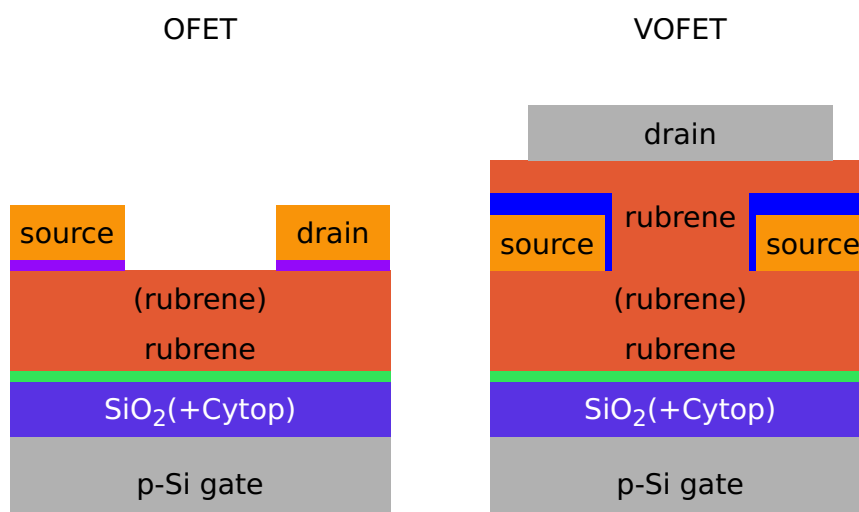 OFET
source
drain
(rubrene)
rubrene
SiO₂(+Cytop)
p-Si gate
VOFET
drain
rubrene
source
source
(rubrene)
rubrene
SiO₂(+Cytop)
p-Si gate